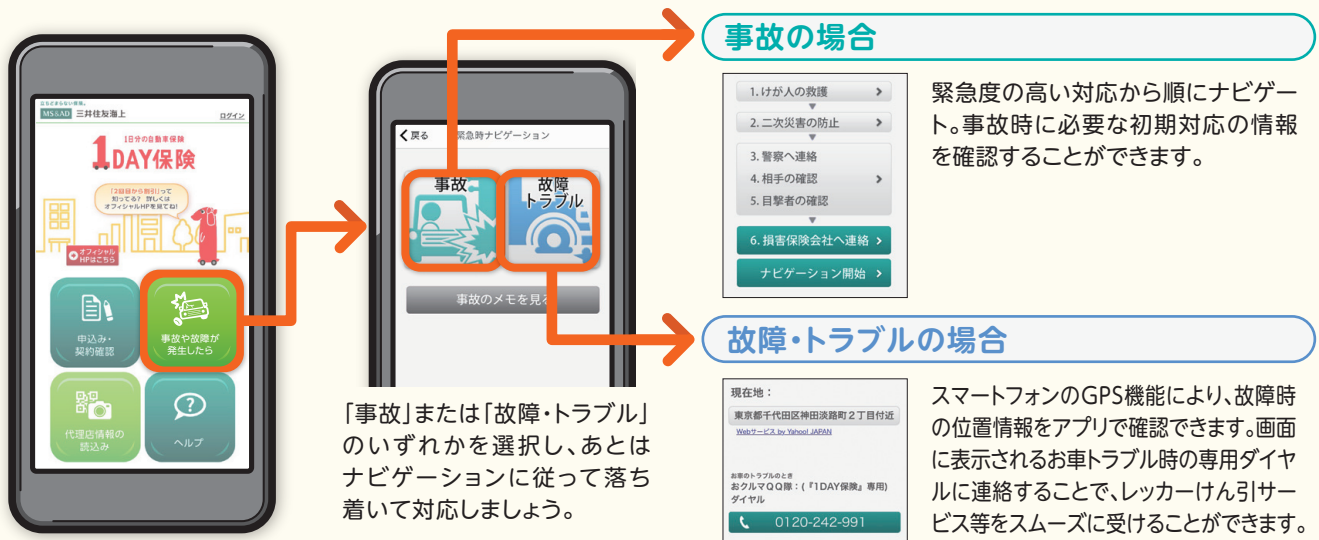 立ちどまらない保険。
MS&AD 三井住友海上
ログイン
1日分の自動車保険
1DAY保険
「2回目から割引」って
知ってる? 詳しくは
オフィシャルHPを見てね!
オフィシャル
HPはこちら
申込み・
契約確認
事故や故障が
発生したら
代理店情報の
読込み
ヘルプ
戻る
緊急時ナビゲーション
事故
故障
トラブル
事故のメモを見る
「事故」または「故障・トラブル」
のいずれかを選択し、あとは
ナビゲーションに従って落ち
着いて対応しましょう。
事故の場合
1.けが人の救護
2.二次災害の防止
3.警察へ連絡
4.相手の確認
5.目撃者の確認
6.損害保険会社へ連絡
ナビゲーション開始
緊急度の高い対応から順にナビゲー
ト。事故時に必要な初期対応の情報
を確認することができます。
故障・トラブルの場合
現在地:
東京都千代田区神田淡路町2丁目付近
Webサービス by Yahoo! JAPAN
お車のトラブルのとき
おクルマQQ隊:(『1DAY保険』専用)
ダイヤル
0120-242-991
スマートフォンのGPS機能により、故障時
の位置情報をアプリで確認できます。画面
に表示されるお車トラブル時の専用ダイヤ
ルに連絡することで、レッカーけん引サー
ビス等をスムーズに受けることができます。